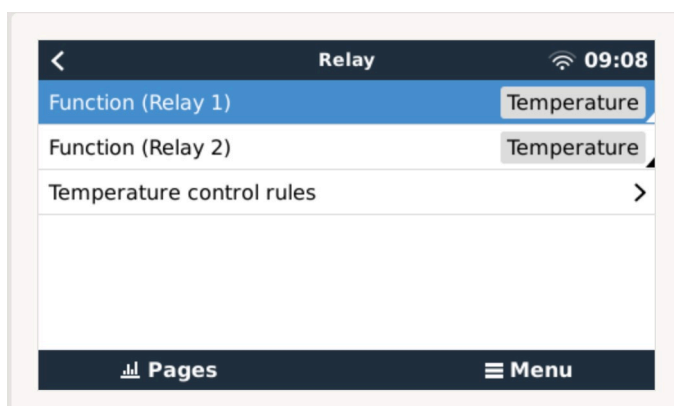 Relay 09:08
Function (Relay 1) Temperature
Function (Relay 2) Temperature
Temperature control rules
Pages Menu